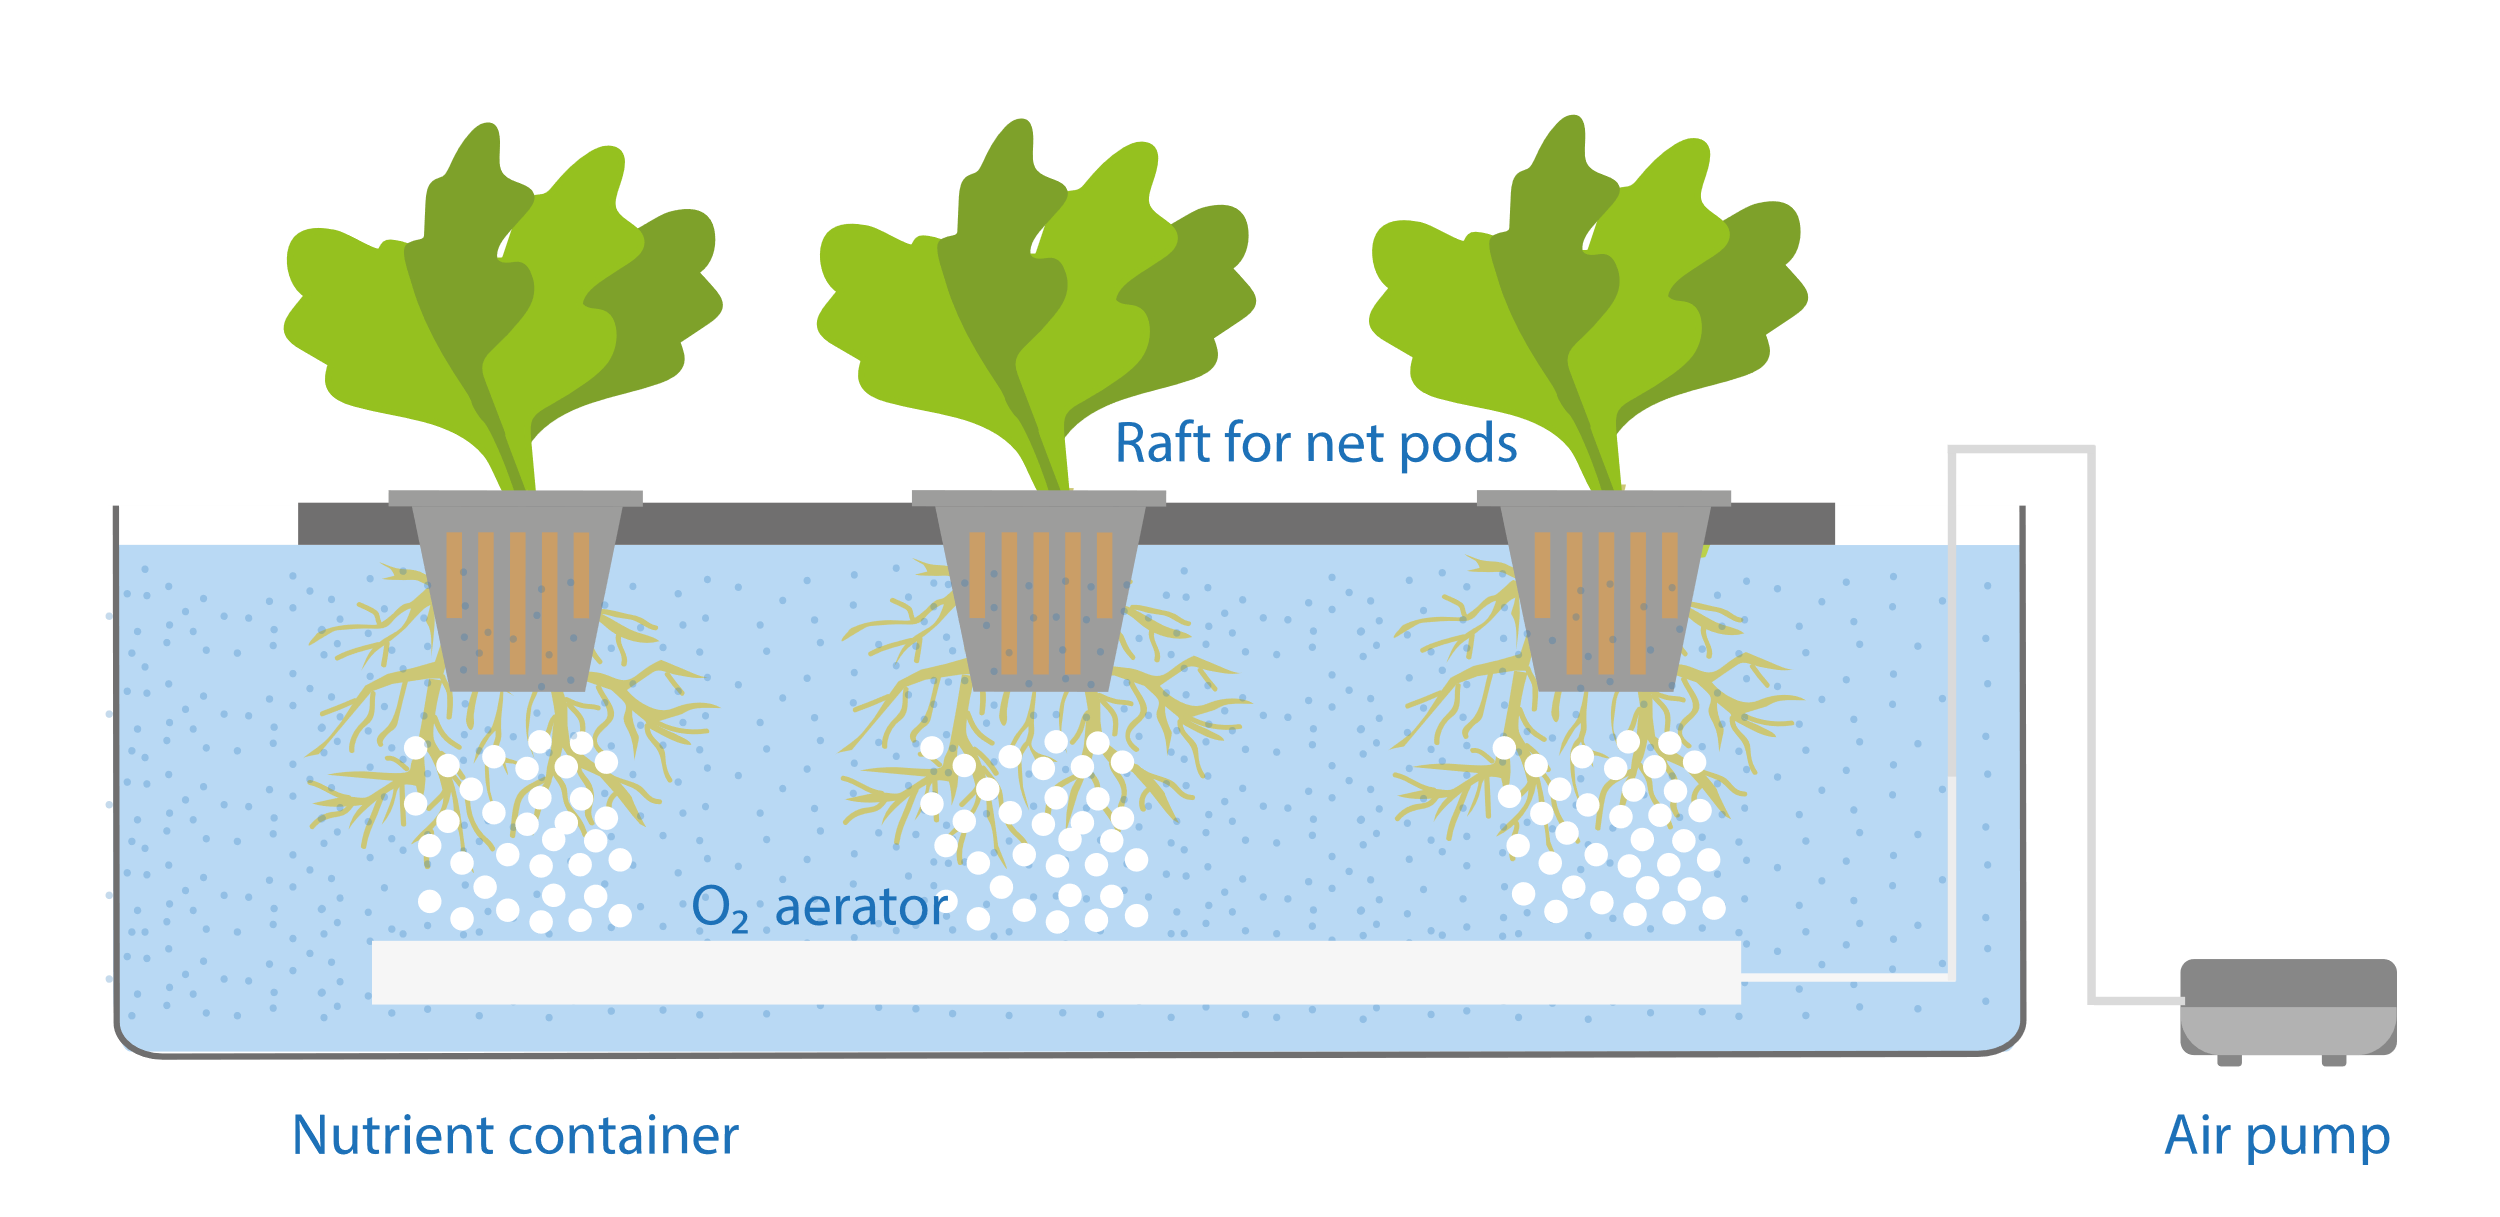 Raft for net pods
O₂ aerator
Nutrient container
Air pump